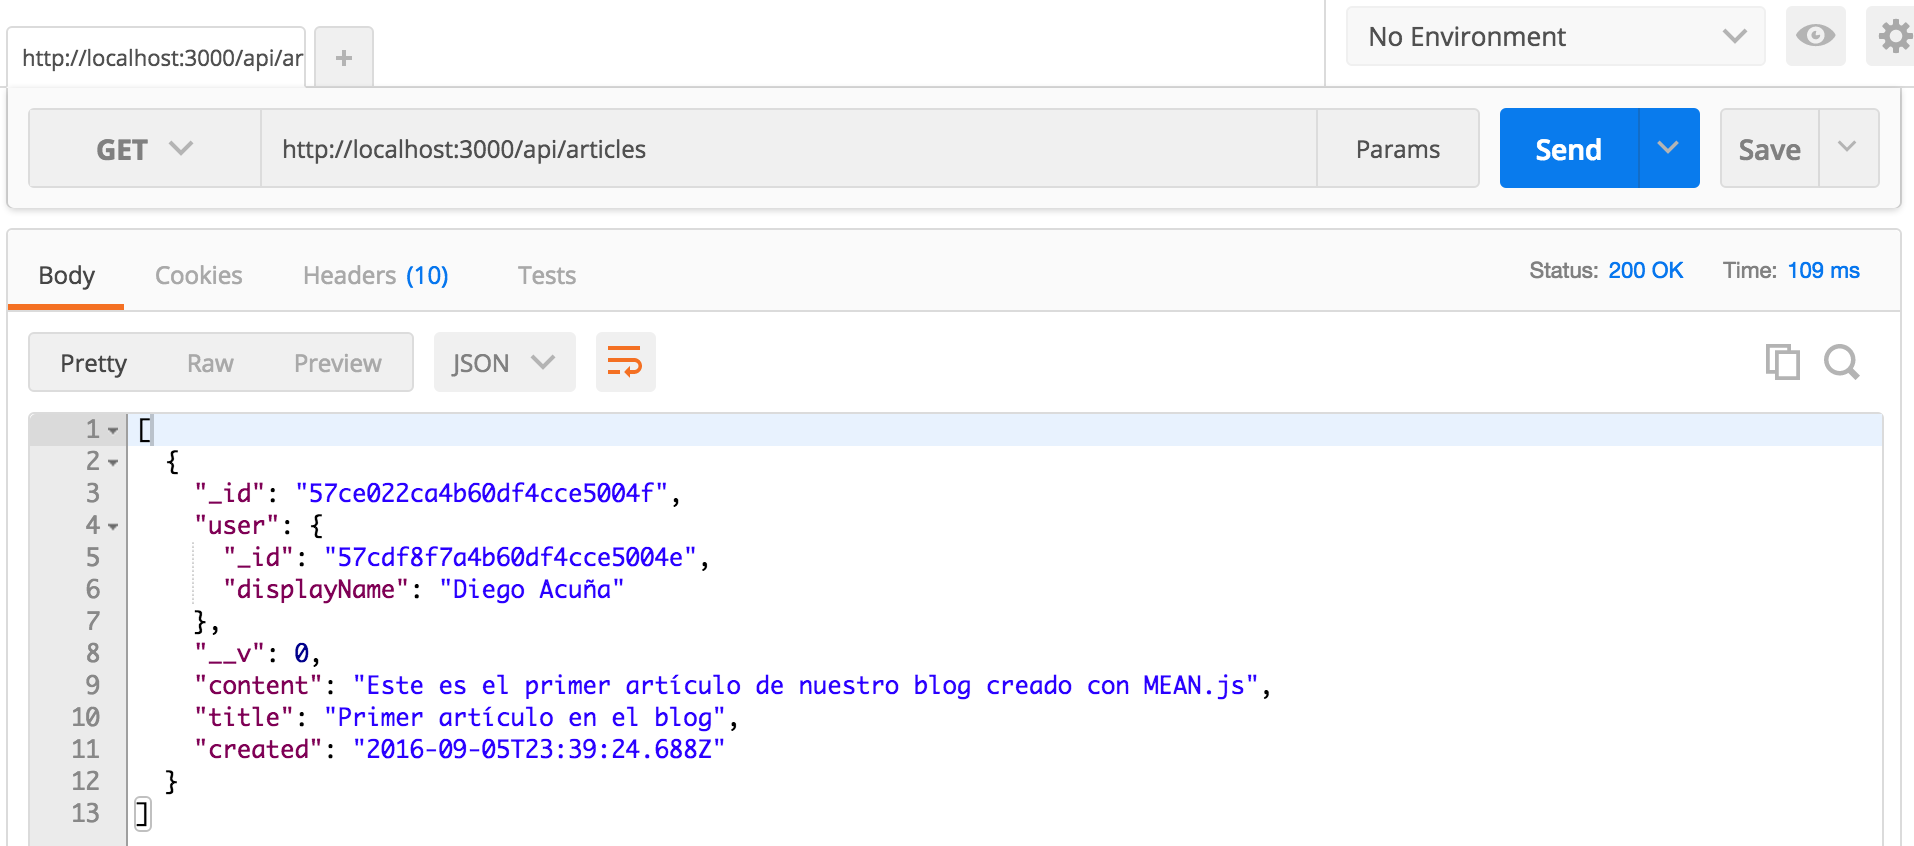 http://localhost:3000/api/ar
+
No Environment
GET
http://localhost:3000/api/articles
Params
Send
Save
Body
Cookies
Headers (10)
Tests
Status: 200 OK
Time: 109 ms
Pretty
Raw
Preview
JSON
1 [
2 {
3 "_id": "57ce022ca4b60df4cce5004f",
4 "user": {
5 "_id": "57cdf8f7a4b60df4cce5004e",
6 "displayName": "Diego Acuña"
7 },
8 "__v": 0,
9 "content": "Este es el primer artículo de nuestro blog creado con MEAN.js",
10 "title": "Primer artículo en el blog",
11 "created": "2016-09-05T23:39:24.688Z"
12 }
13 ]